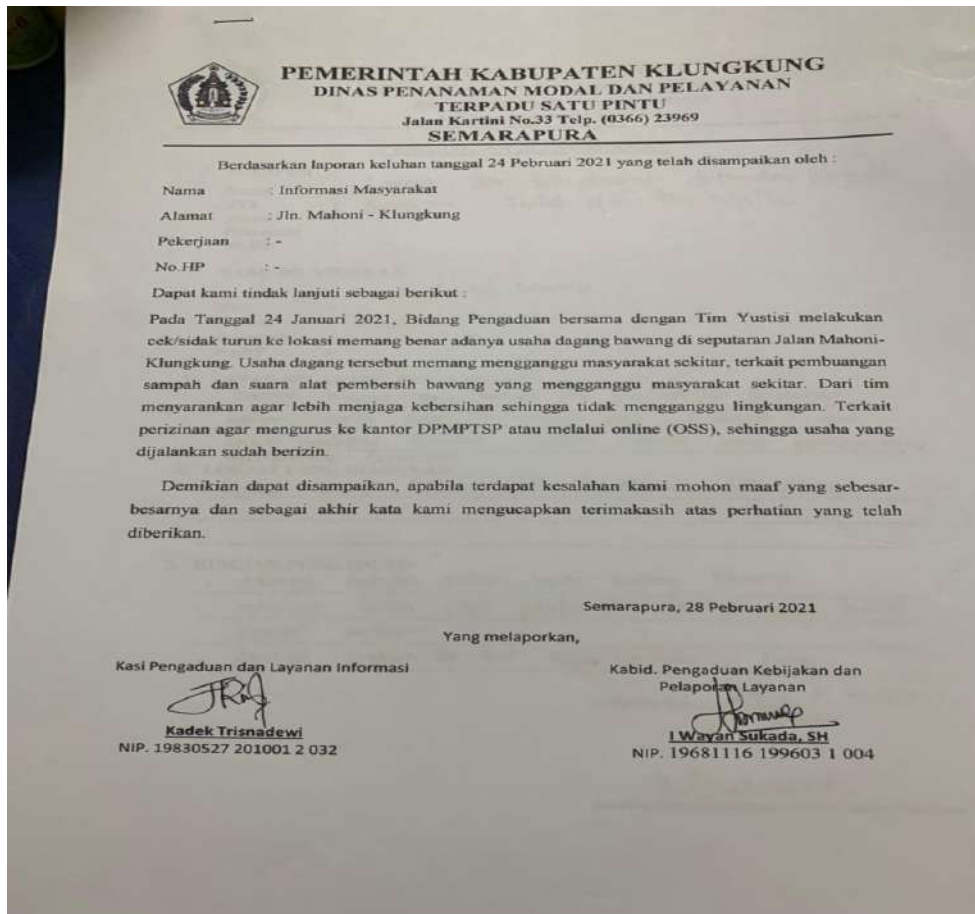 PEMERINTAH KABUPATEN KLUNGKUNG
DINAS PENANAMAN MODAL DAN PELAYANAN
TERPADU SATU PINTU
Jalan Kartini No.33 Telp. (0366) 23969
SEMARAPURA
Berdasarkan laporan keluhan tanggal 24 Pebruari 2021 yang telah disampaikan oleh :
Nama : Informasi Masyarakat
Alamat : Jln. Mahoni - Klungkung
Pekerjaan : -
No.HP : -
Dapat kami tindak lanjuti sebagai berikut :
Pada Tanggal 24 Januari 2021, Bidang Pengaduan bersama dengan Tim Yustisi melakukan
cek/sidak turun ke lokasi memang benar adanya usaha dagang bawang di seputaran Jalan Mahoni-
Klungkung. Usaha dagang tersebut memang mengganggu masyarakat sekitar, terkait pembuangan
sampah dan suara alat pembersih bawang yang mengganggu masyarakat sekitar. Dari tim
menyarankan agar lebih menjaga kebersihan sehingga tidak mengganggu lingkungan. Terkait
perizinan agar mengurus ke kantor DPMPTSP atau melalui online (OSS), sehingga usaha yang
dijalankan sudah berizin.
Demikian dapat disampaikan, apabila terdapat kesalahan kami mohon maaf yang sebesar-
besarnya dan sebagai akhir kata kami mengucapkan terimakasih atas perhatian yang telah
diberikan.
Semarapura, 28 Pebruari 2021
Yang melaporkan,
Kasi Pengaduan dan Layanan Informasi
Kadek Trisnadewi
NIP. 19830527 201001 2 032
Kabid. Pengaduan Kebijakan dan
Pelaporan Layanan
I Wayan Sukada, SH
NIP. 19681116 199603 1 004